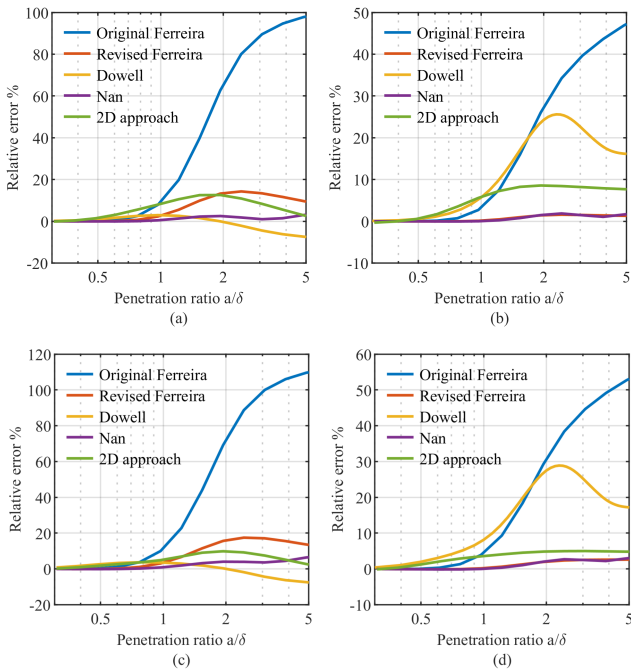 100
80
60
40
20
0
-20
Relative error %
Original Ferreira
Revised Ferreira
Dowell
Nan
2D approach
0.5
1
2
5
Penetration ratio a/δ
(a)
50
40
30
20
10
0
-10
Relative error %
Original Ferreira
Revised Ferreira
Dowell
Nan
2D approach
0.5
1
2
5
Penetration ratio a/δ
(b)
120
100
80
60
40
20
0
-20
Relative error %
Original Ferreira
Revised Ferreira
Dowell
Nan
2D approach
0.5
1
2
5
Penetration ratio a/δ
(c)
60
50
40
30
20
10
0
-10
Relative error %
Original Ferreira
Revised Ferreira
Dowell
Nan
2D approach
0.5
1
2
5
Penetration ratio a/δ
(d)